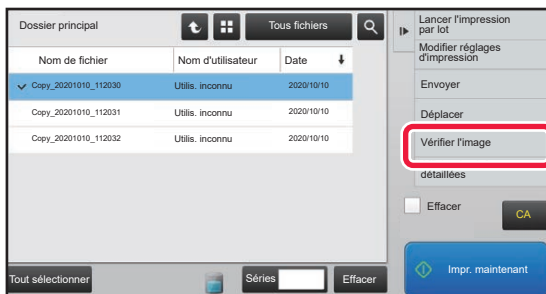 Dossier principal
Tous fichiers
Nom de fichier
Nom d'utilisateur
Date
Copy_20201010_112030
Utilis. inconnu
2020/10/10
Copy_20201010_112031
Utilis. inconnu
2020/10/10
Copy_20201010_112032
Utilis. inconnu
2020/10/10
Tout sélectionner
Séries
Effacer
Lancer l'impression
par lot
Modifier réglages
d'impression
Envoyer
Déplacer
Vérifier l'image
détaillées
Effacer
CA
Impr. maintenant